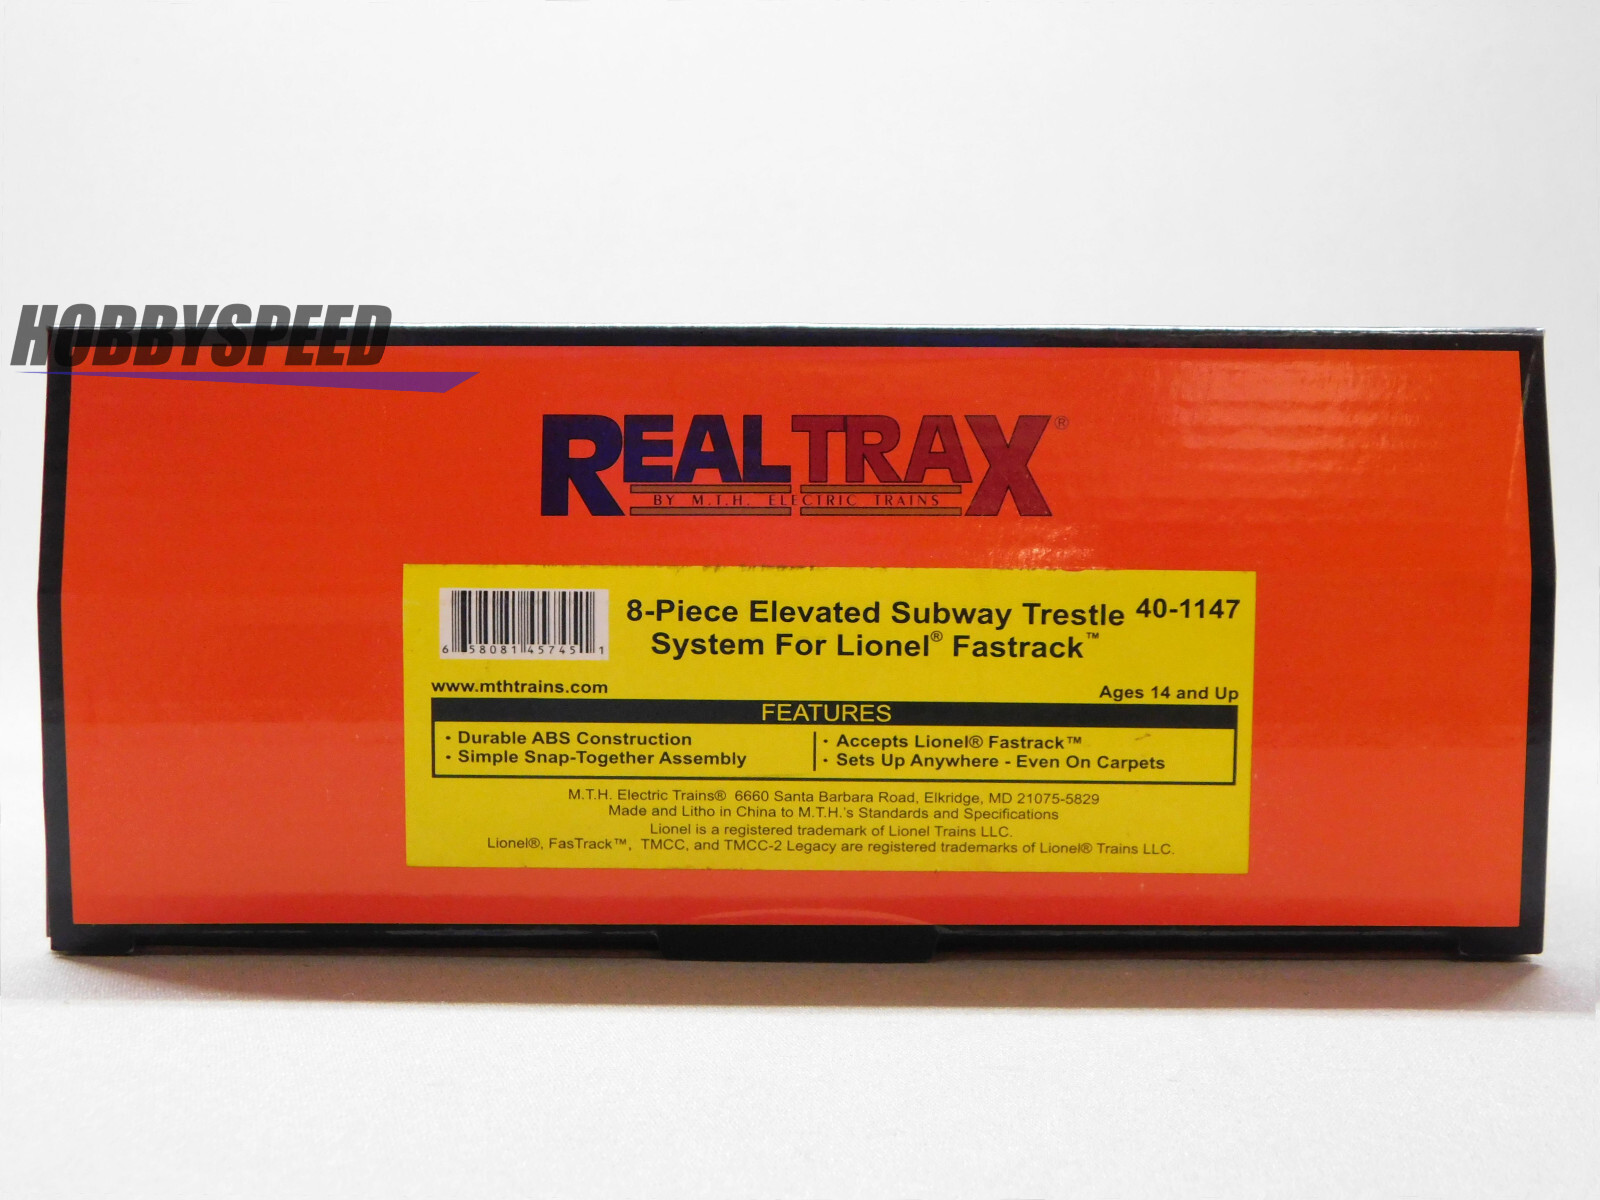 HOBBYSPEED
REALTRAX®
BY M.T.H. ELECTRIC TRAINS
8-Piece Elevated Subway Trestle 40-1147
System For Lionel® Fastrack™
6 58081 45745 1
www.mthtrains.com
Ages 14 and Up
FEATURES
· Durable ABS Construction
· Simple Snap-Together Assembly
· Accepts Lionel® Fastrack™
· Sets Up Anywhere - Even On Carpets
M.T.H. Electric Trains® 6660 Santa Barbara Road, Elkridge, MD 21075-5829
Made and Litho in China to M.T.H.'s Standards and Specifications
Lionel is a registered trademark of Lionel Trains LLC.
Lionel®, FasTrack™, TMCC, and TMCC-2 Legacy are registered trademarks of Lionel® Trains LLC.